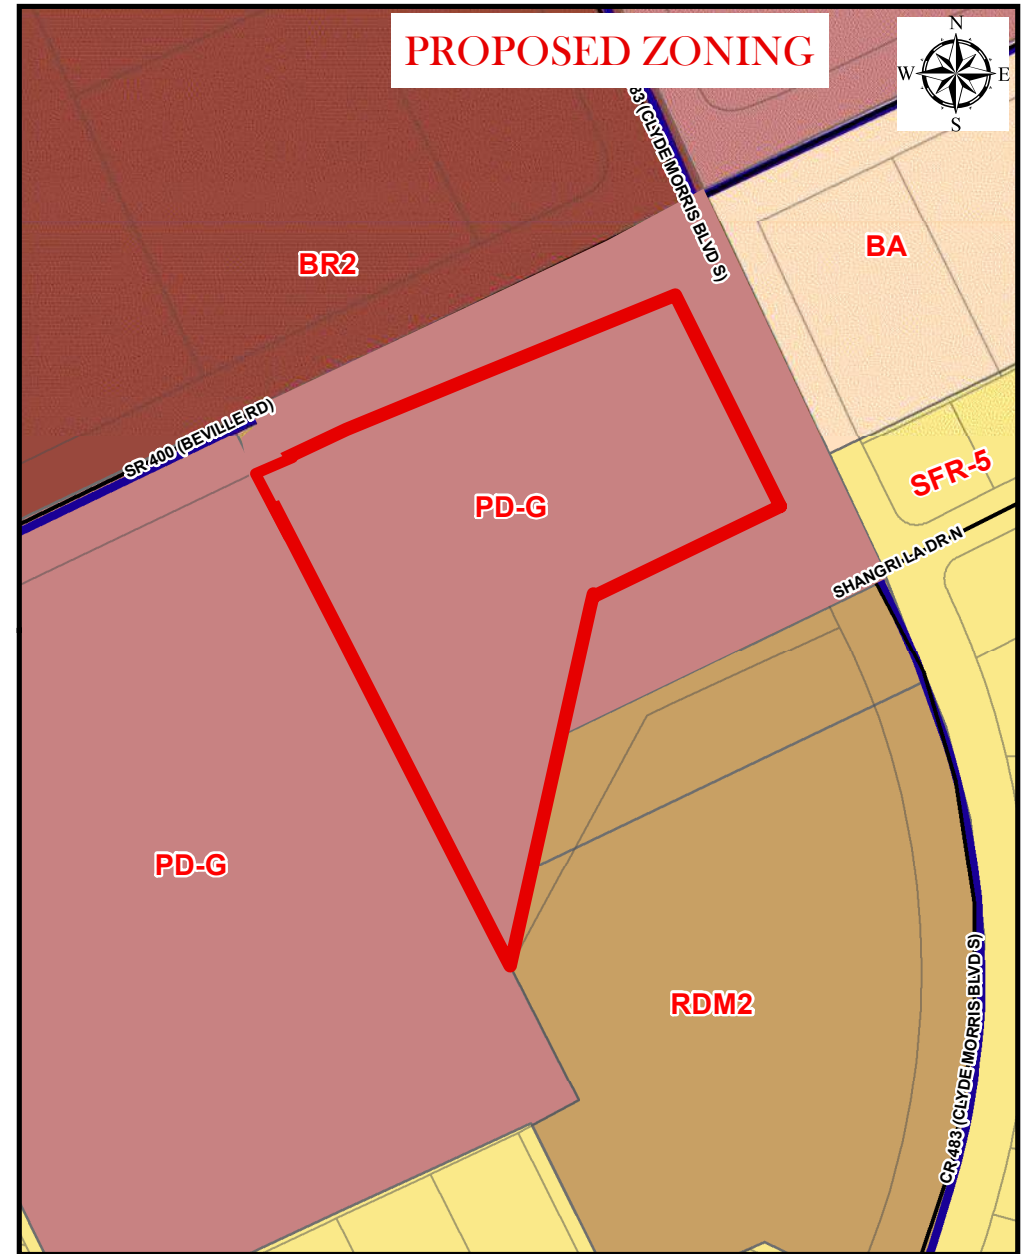 PROPOSED ZONING
N
W
E
S
83 (CLYDE MORRIS BLVD S)
BR2
BA
SR 400 (BEVILLE RD)
SFR-5
PD-G
SHANGRI LA DR N
PD-G
RDM2
CR 483 (CLYDE MORRIS BLVD S)